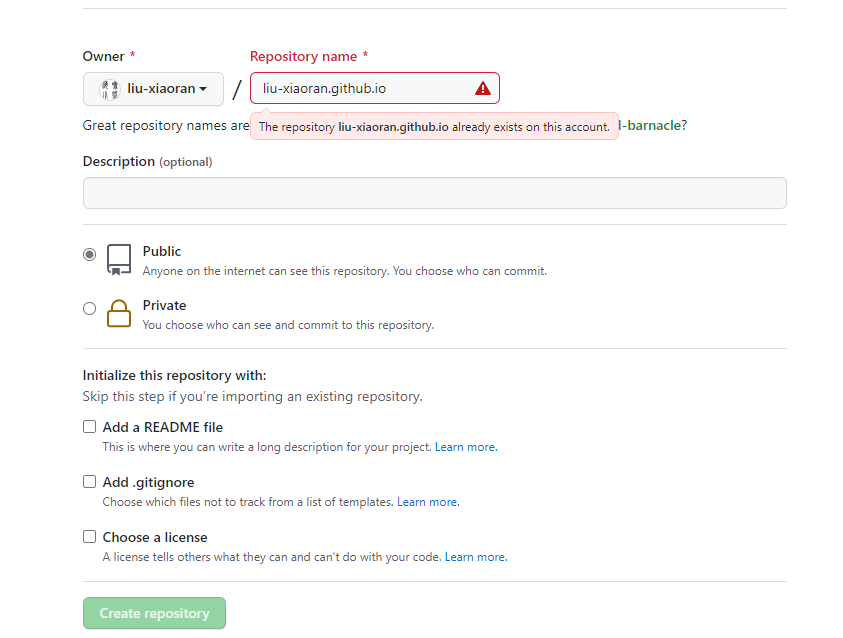 Owner *
Repository name *
liu-xiaoran
/
liu-xiaoran.github.io
Great repository names are
The repository liu-xiaoran.github.io already exists on this account.
l-barnacle?
Description (optional)
Public
Anyone on the internet can see this repository. You choose who can commit.
Private
You choose who can see and commit to this repository.
Initialize this repository with:
Skip this step if you’re importing an existing repository.
Add a README file
This is where you can write a long description for your project. Learn more.
Add .gitignore
Choose which files not to track from a list of templates. Learn more.
Choose a license
A license tells others what they can and can't do with your code. Learn more.
Create repository